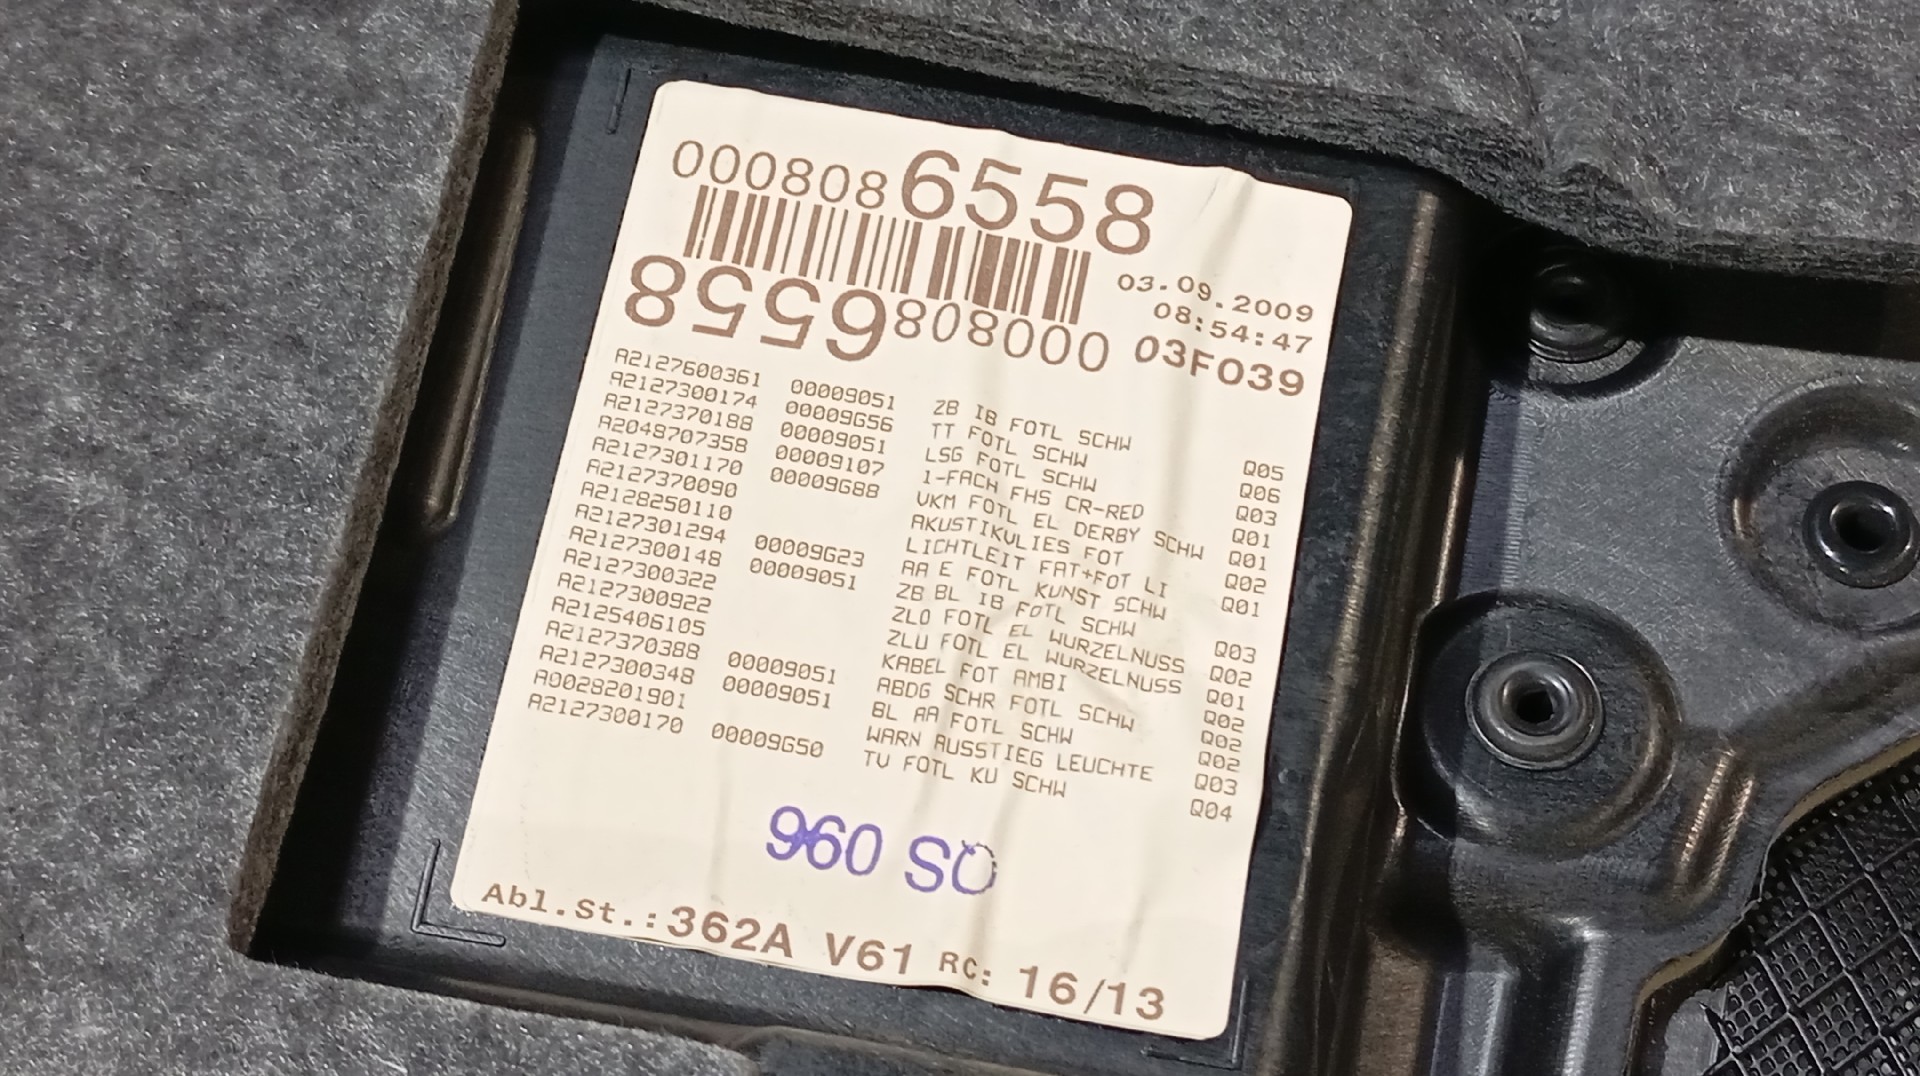 0008086558
0008086558
03.09.2009
08:54:47
03F039
A2127600361 00009051 ZB IB FOTL SCHW Q05
A2127300174 00009G56 TT FOTL SCHW Q06
A2127370188 00009051 LSG FOTL SCHW Q03
A2048707358 00009107 1-FACH FHS CR-RED Q01
A2127301170 00009G88 VKM FOTL EL DERBY SCHW Q01
A2127370090 AKUSTIKVLIES FOT Q02
A2128250110 LICHTLEIT FAT+FOT LI Q01
A2127301294 00009G23 AA E FOTL KUNST SCHW
A2127300148 00009051 ZB BL IB FOTL SCHW Q03
A2127300322 ZLO FOTL EL WURZELNUSS Q02
A2127300922 ZLU FOTL EL WURZELNUSS Q01
A2125406105 KABEL FOT AMBI Q02
A2127370388 00009051 ABDG SCHR FOTL SCHW Q02
A2127300348 00009051 BL AA FOTL SCHW Q02
A0028201901 WARN AUSSTIEG LEUCHTE Q03
A2127300170 00009G50 TV FOTL KU SCHW Q04
960 SO
Abl.St.:362A V61 RC: 16/13